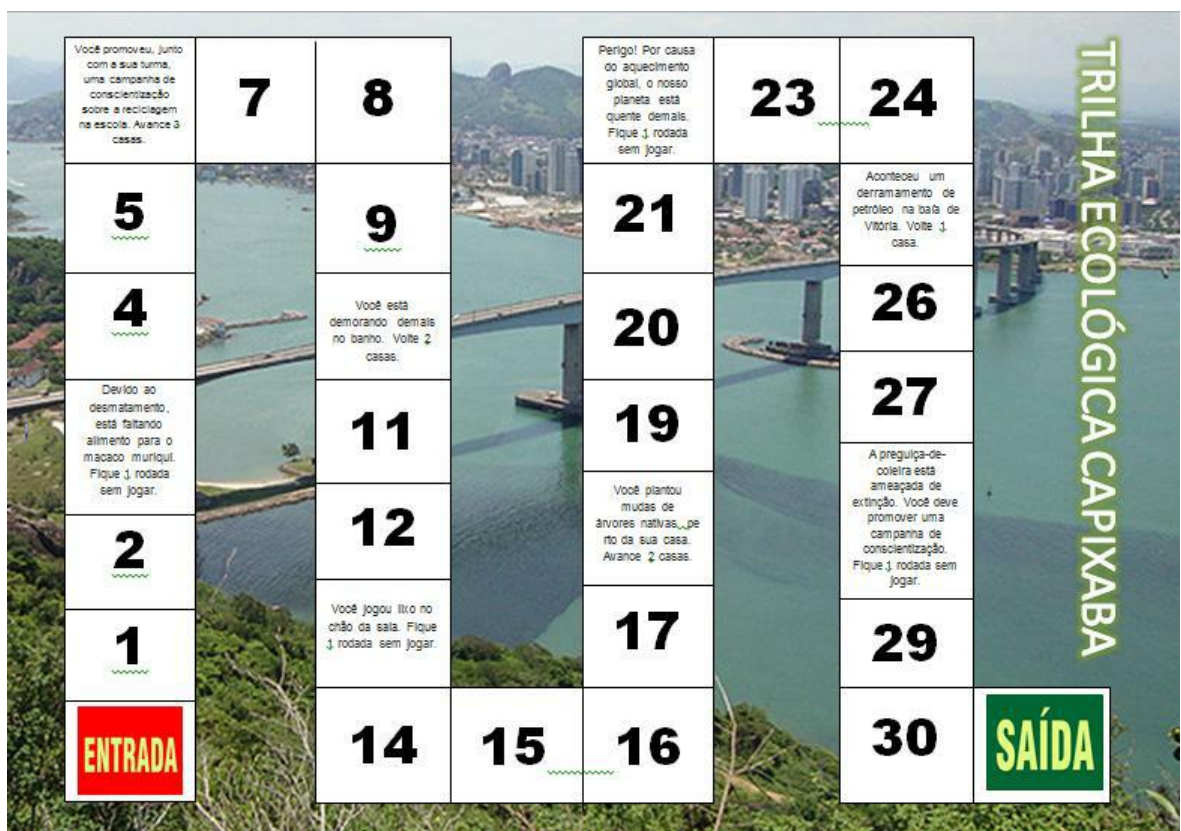 Você promoveu, junto
com a sua turma,
uma campanha de
conscientização
sobre a reciclagem
na escola. Avance 3
casas.
7
8
5
9
4
Você está
demorando demais
no banho. Volte 2
casas.
Devido ao
desmatamento,
está faltando
alimento para o
macaco muriqui.
Fique 1 rodada
sem jogar.
11
2
12
1
Você jogou lixo no
chão da sala. Fique
1 rodada sem jogar.
ENTRADA
14
15
16
Perigo! Por causa
do aquecimento
global, o nosso
planeta está
quente demais.
Fique 1 rodada
sem jogar.
23
24
21
Aconteceu um
derramamento de
petróleo na baía de
Vitória. Volte 1
casa.
20
26
19
27
Você plantou
mudas de
árvores nativas pe
rto da sua casa.
Avance 2 casas.
A preguiça-de-
coleira está
ameaçada de
extinção. Você deve
promover uma
campanha de
conscientização.
Fique 1 rodada sem
jogar.
17
29
30
SAÍDA
TRILHA ECOLÓGICA CAPIXABA